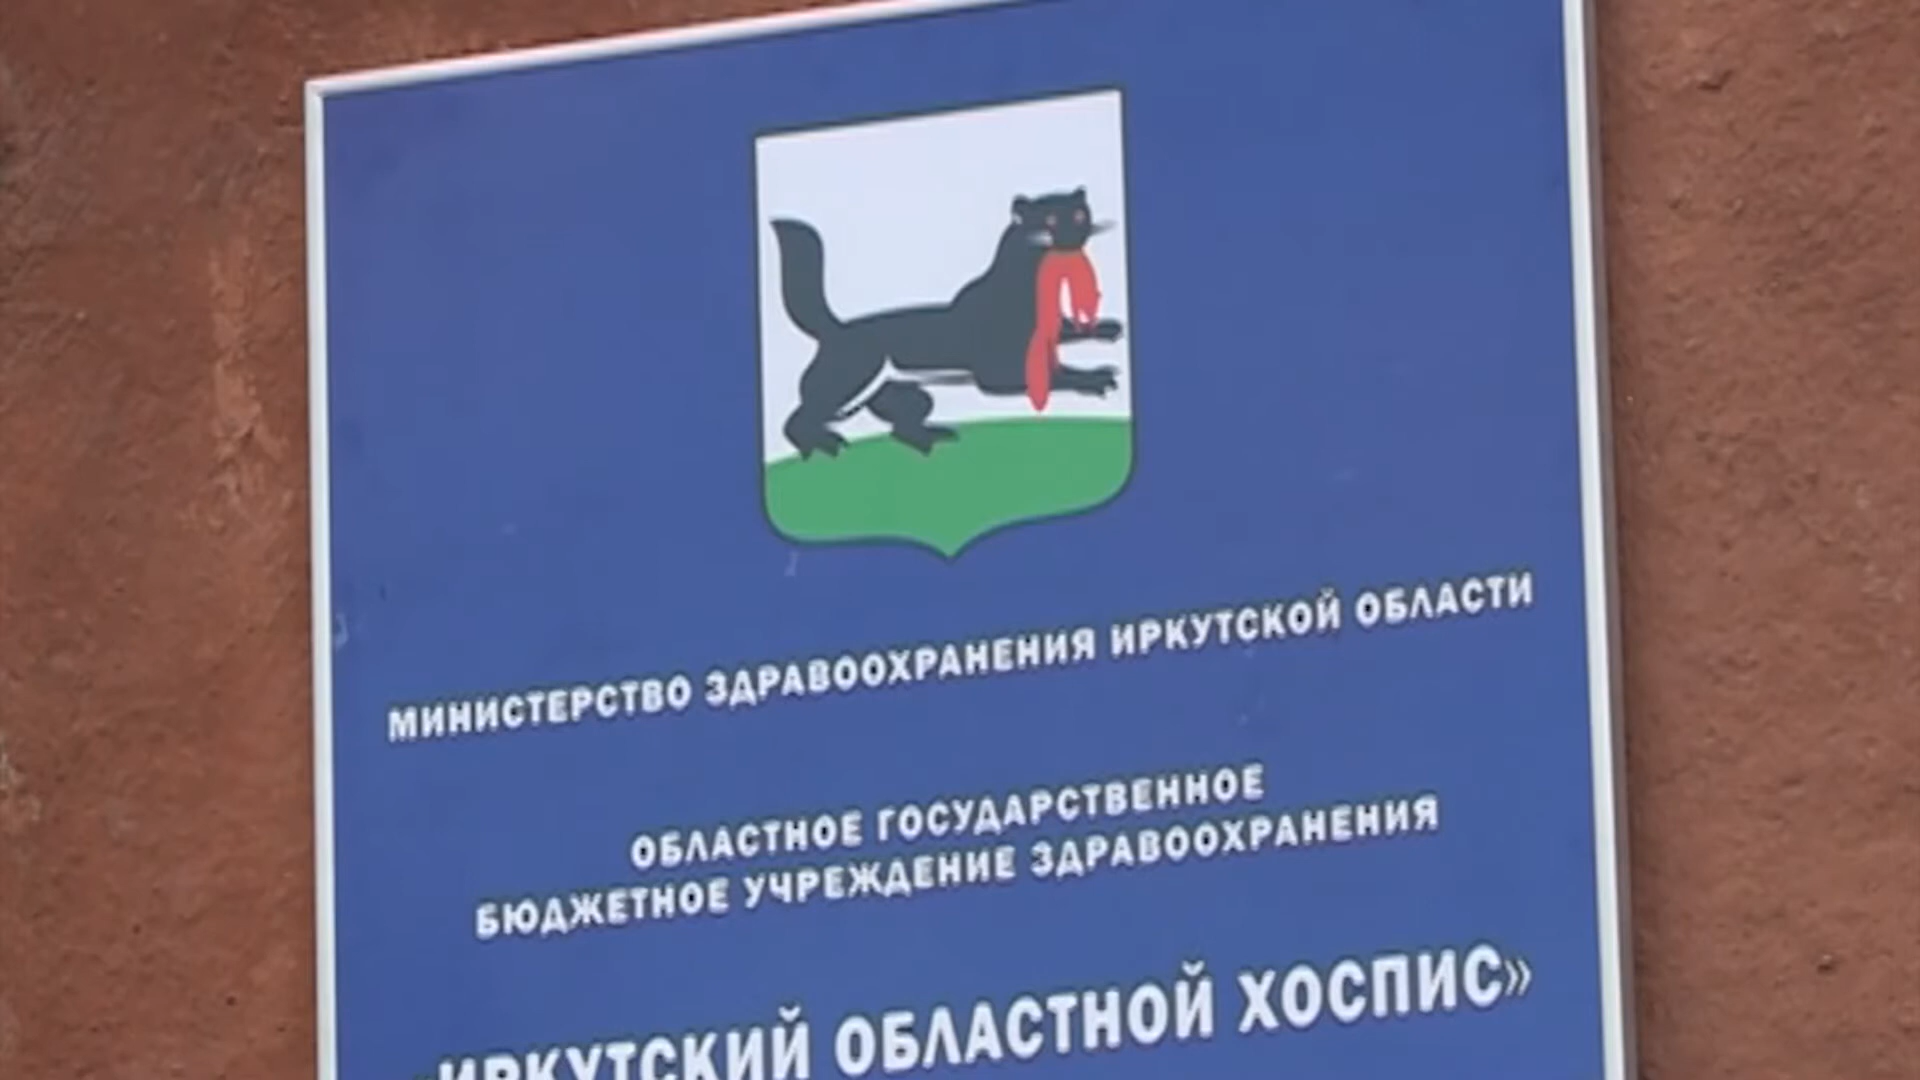 МИНИСТЕРСТВО ЗДРАВООХРАНЕНИЯ ИРКУТСКОЙ ОБЛАСТИ
ОБЛАСТНОЕ ГОСУДАРСТВЕННОЕ
БЮДЖЕТНОЕ УЧРЕЖДЕНИЕ ЗДРАВООХРАНЕНИЯ
«ИРКУТСКИЙ ОБЛАСТНОЙ ХОСПИС»